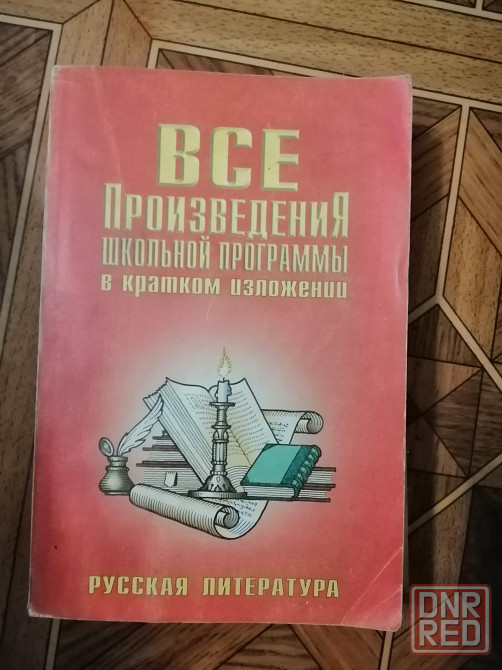 ВСЕ
ПРОИЗВЕДЕНИЯ
ШКОЛЬНОЙ ПРОГРАММЫ
в кратком изложении
РУССКАЯ ЛИТЕРАТУРА
DNR
RED